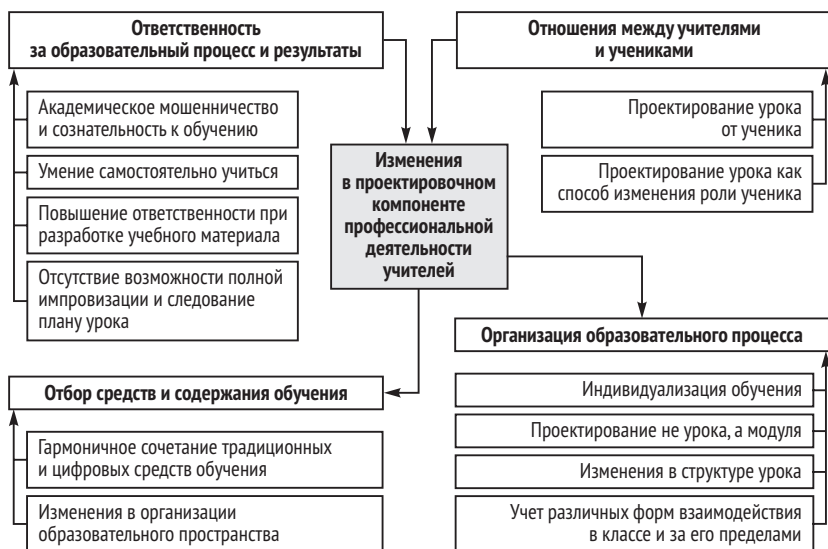 Ответственность
за образовательный процесс и результаты
Академическое мошенничество
и сознательность к обучению
Умение самостоятельно учиться
Повышение ответственности при
разработке учебного материала
Отсутствие возможности полной
импровизации и следование
плану урока
Отношения между учителями
и учениками
Проектирование урока
от ученика
Проектирование урока как
способ изменения роли ученика
Изменения
в проектировочном
компоненте
профессиональной
деятельности
учителей
Отбор средств и содержания обучения
Гармоничное сочетание традиционных
и цифровых средств обучения
Изменения в организации
образовательного пространства
Организация образовательного процесса
Индивидуализация обучения
Проектирование не урока, а модуля
Изменения в структуре урока
Учет различных форм взаимодействия
в классе и за его пределами